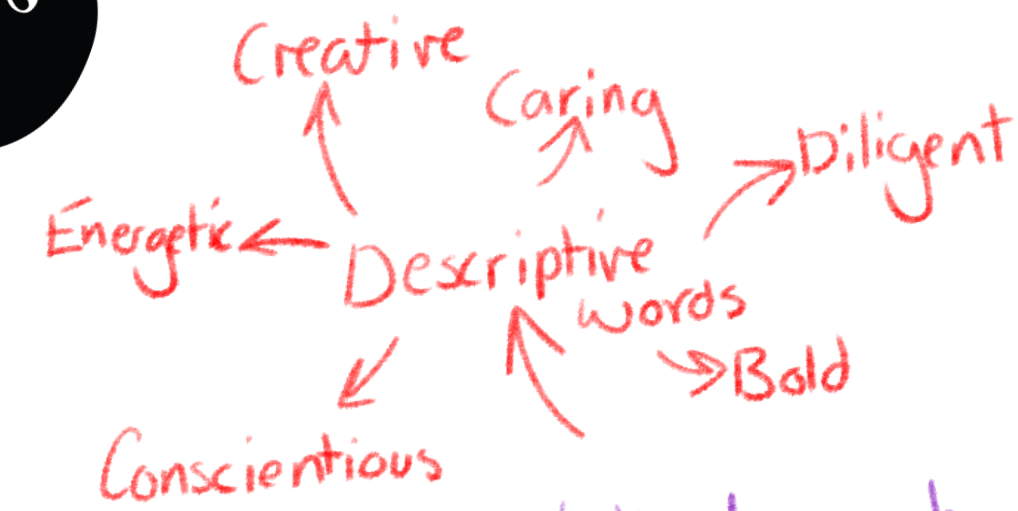 Creative
Caring
Diligent
Energetic
Descriptive
words
Bold
Conscientious